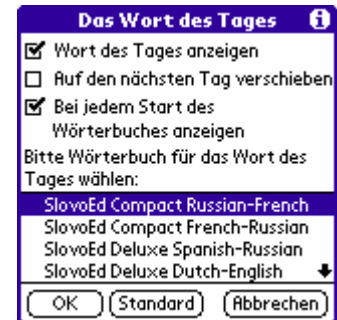 Das Wort des Tages
Wort des Tages anzeigen
Auf den nächsten Tag verschieben
Bei jedem Start des
Wörterbuches anzeigen
Bitte Wörterbuch für das Wort des
Tages wählen:
SlovoEd Compact Russian-French
SlovoEd Compact French-Russian
SlovoEd Deluxe Spanish-Russian
SlovoEd Deluxe Dutch-English
OK Standard Abbrechen